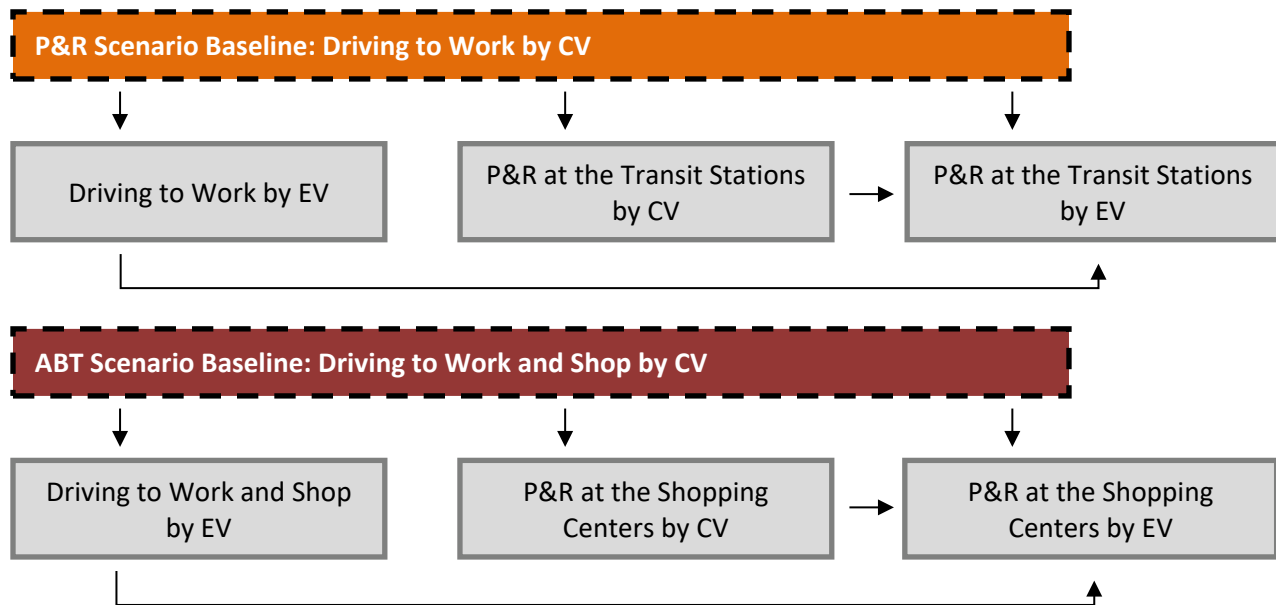 P&R Scenario Baseline: Driving to Work by CV
Driving to Work by EV
P&R at the Transit Stations
by CV
P&R at the Transit Stations
by EV
ABT Scenario Baseline: Driving to Work and Shop by CV
Driving to Work and Shop
by EV
P&R at the Shopping
Centers by CV
P&R at the Shopping
Centers by EV